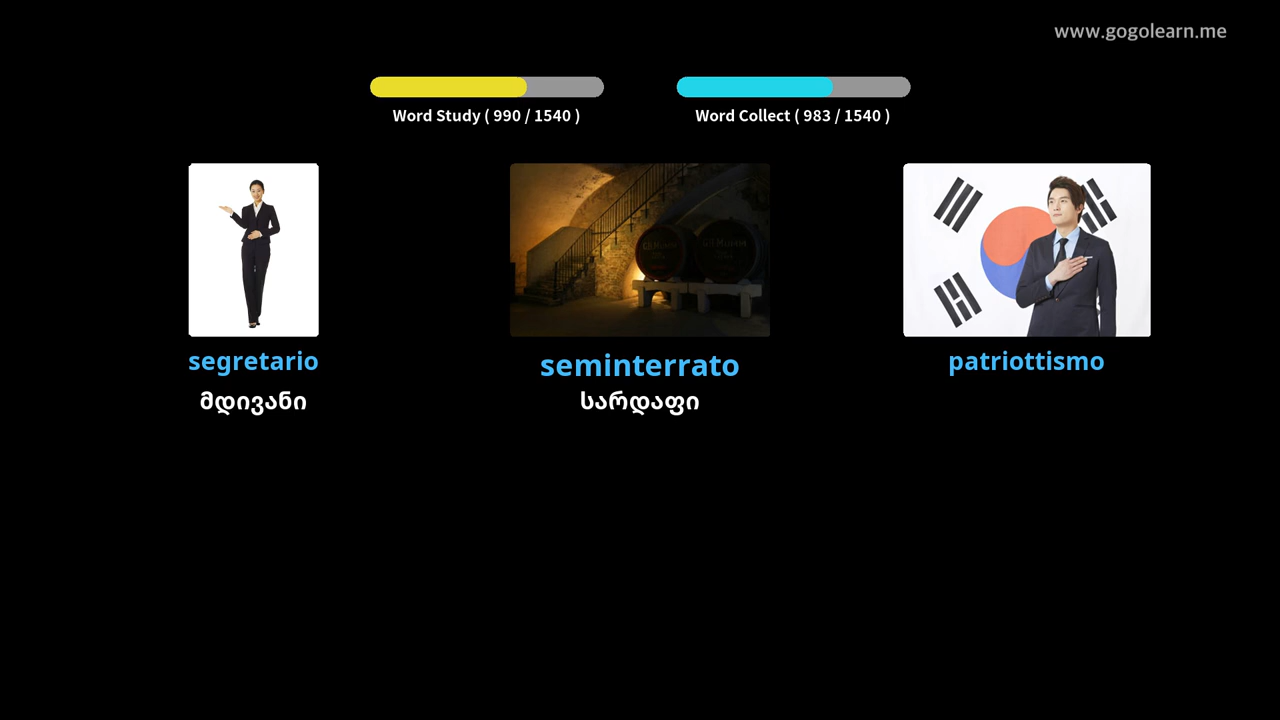 www.gogolearn.me
Word Study ( 990 / 1540 )
Word Collect ( 983 / 1540 )
segretario
მდივანი
seminterrato
სარდაფი
patriottismo